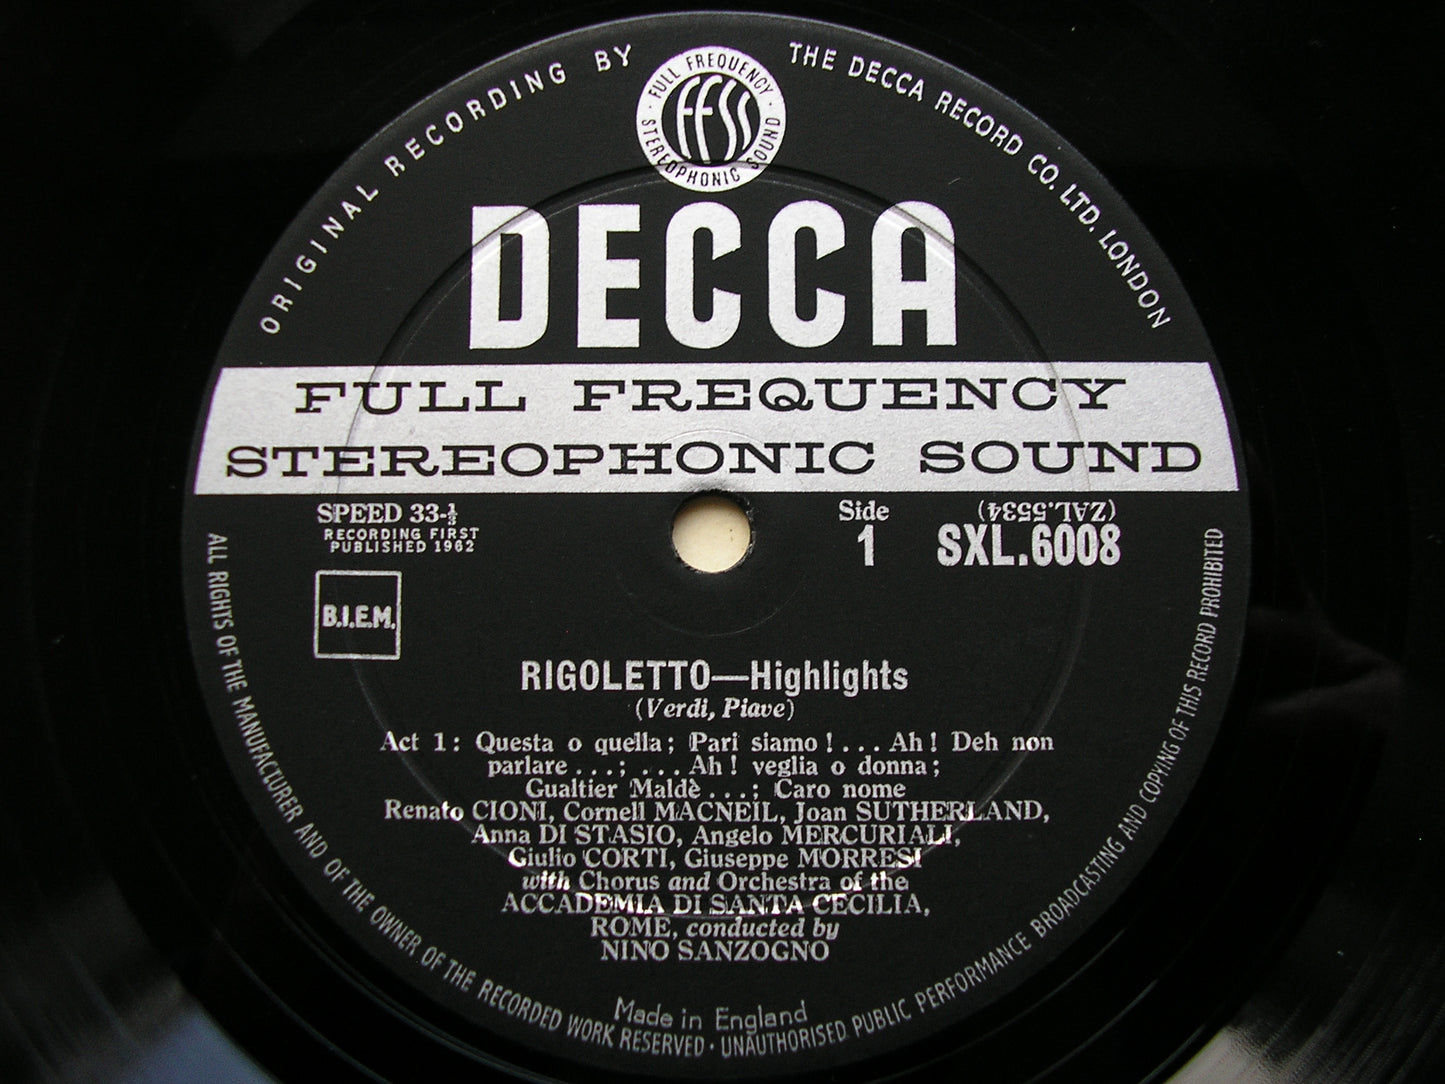 ORIGINAL RECORDING BY
THE DECCA RECORD CO. LTD. LONDON
FULL FREQUENCY
STEREOPHONIC SOUND
FFSS
DECCA
FULL FREQUENCY
STEREOPHONIC SOUND
SPEED 33-⅓
RECORDING FIRST
PUBLISHED 1962
B.I.E.M.
Side
1
(ZAL.5534)
SXL.6008
RIGOLETTO—Highlights
(Verdi, Piave)
Act 1: Questa o quella; Pari siamo!... Ah! Deh non
parlare...; ...Ah! veglia o donna;
Gualtier Maldè...; Caro nome
Renato CIONI, Cornell MACNEIL, Joan SUTHERLAND,
Anna DI STASIO, Angelo MERCURIALI,
Giulio CORTI, Giuseppe MORRESI
with Chorus and Orchestra of the
ACCADEMIA DI SANTA CECILIA,
ROME, conducted by
NINO SANZOGNO
Made in England
ALL RIGHTS OF THE MANUFACTURER AND OF THE OWNER OF THE RECORDED WORK RESERVED · UNAUTHORISED PUBLIC PERFORMANCE BROADCASTING AND COPYING OF THIS RECORD PROHIBITED